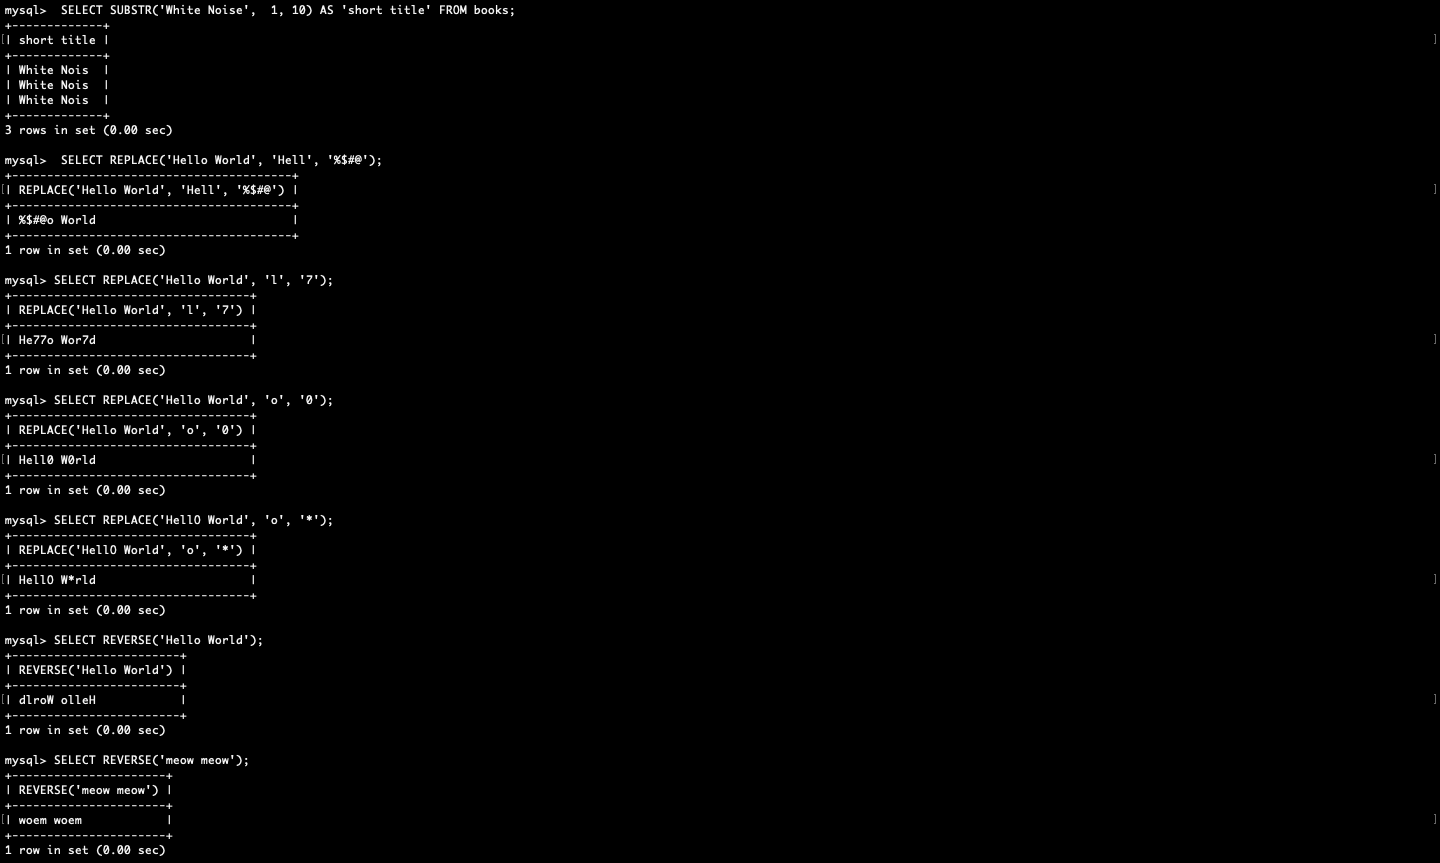 mysql>  SELECT SUBSTR('White Noise',  1, 10) AS 'short title' FROM books;
+-------------+
| short title |
+-------------+
| White Nois  |
| White Nois  |
| White Nois  |
+-------------+
3 rows in set (0.00 sec)

mysql>  SELECT REPLACE('Hello World', 'Hell', '%$#@');
+----------------------------------------+
| REPLACE('Hello World', 'Hell', '%$#@') |
+----------------------------------------+
| %$#@o World                            |
+----------------------------------------+
1 row in set (0.00 sec)

mysql> SELECT REPLACE('Hello World', 'l', '7');
+----------------------------------+
| REPLACE('Hello World', 'l', '7') |
+----------------------------------+
| He77o Wor7d                      |
+----------------------------------+
1 row in set (0.00 sec)

mysql> SELECT REPLACE('Hello World', 'o', '0');
+----------------------------------+
| REPLACE('Hello World', 'o', '0') |
+----------------------------------+
| Hell0 W0rld                      |
+----------------------------------+
1 row in set (0.00 sec)

mysql> SELECT REPLACE('HellO World', 'o', '*');
+----------------------------------+
| REPLACE('HellO World', 'o', '*') |
+----------------------------------+
| HellO W*rld                      |
+----------------------------------+
1 row in set (0.00 sec)

mysql> SELECT REVERSE('Hello World');
+------------------------+
| REVERSE('Hello World') |
+------------------------+
| dlroW olleH            |
+------------------------+
1 row in set (0.00 sec)

mysql> SELECT REVERSE('meow meow');
+----------------------+
| REVERSE('meow meow') |
+----------------------+
| woem woem            |
+----------------------+
1 row in set (0.00 sec)